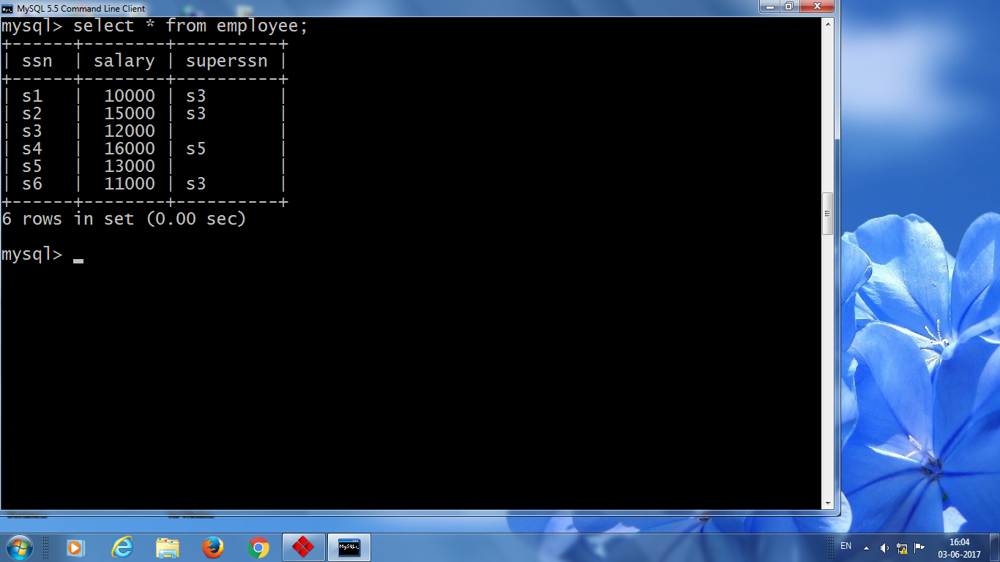 MySQL 5.5 Command Line Client
mysql> select * from employee;
+------+--------+----------+
| ssn  | salary | superssn |
+------+--------+----------+
| s1   |  10000 | s3       |
| s2   |  15000 | s3       |
| s3   |  12000 |          |
| s4   |  16000 | s5       |
| s5   |  13000 |          |
| s6   |  11000 | s3       |
+------+--------+----------+
6 rows in set (0.00 sec)
mysql> _
EN
16:04
03-06-2017